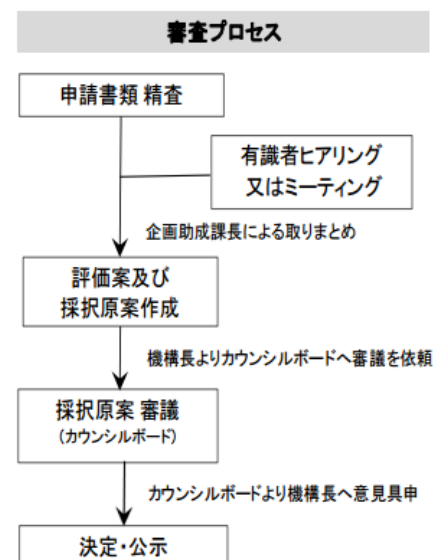 審査プロセス
申請書類 精査
有識者ヒアリング
又はミーティング
企画助成課長による取りまとめ
評価案及び
採択原案作成
機構長よりカウンシルボードへ審議を依頼
採択原案 審議
(カウンシルボード)
カウンシルボードより機構長へ意見具申
決定・公示